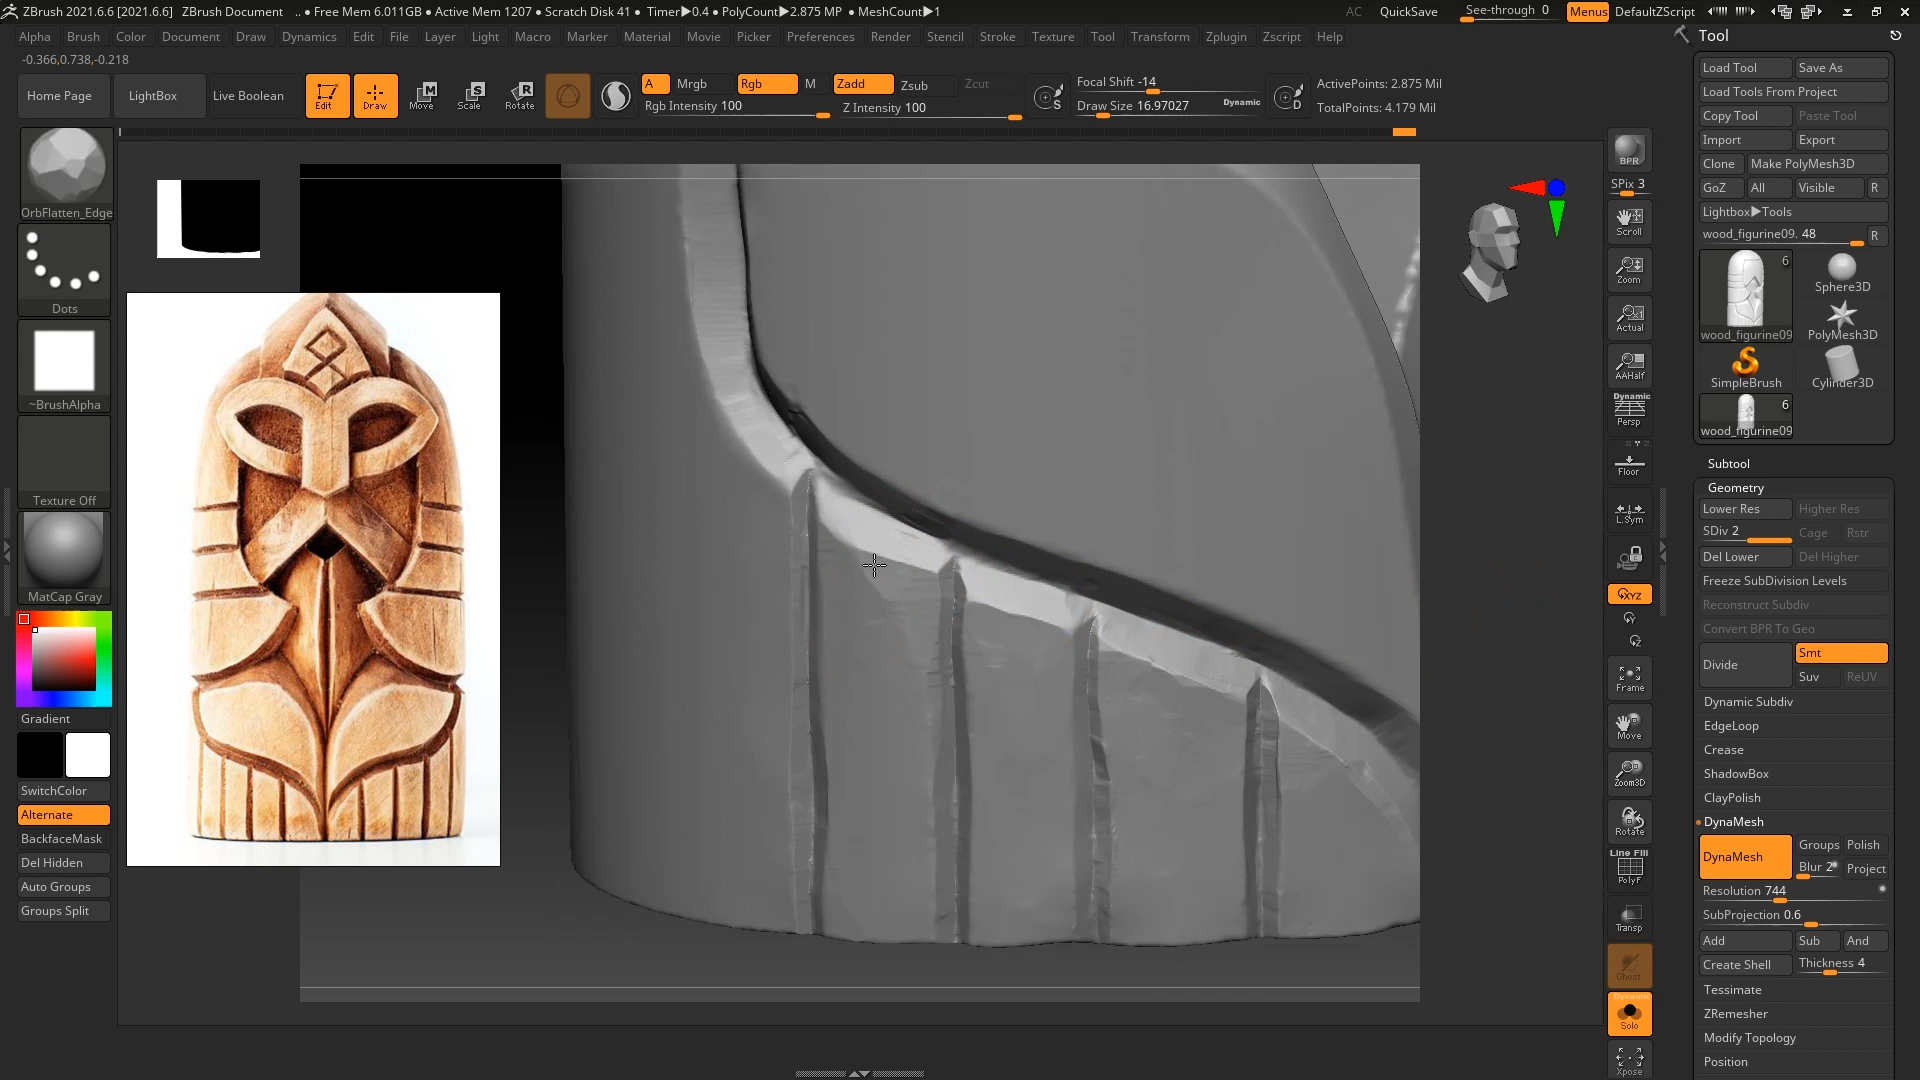 ZBrush 2021.6.6 [2021.6.6] ZBrush Document .. • Free Mem 6.011GB • Active Mem 1207 • Scratch Disk 41 • Timer▶0.4 • PolyCount▶2.875 MP • MeshCount▶1 AC QuickSave See-through 0 Menus DefaultZScript
Alpha Brush Color Document Draw Dynamics Edit File Layer Light Macro Marker Material Movie Picker Preferences Render Stencil Stroke Texture Tool Transform Zplugin Zscript Help
-0.366,0.738,-0.218
Home Page LightBox Live Boolean Edit Draw Move Scale Rotate
A Mrgb Rgb M Zadd Zsub Zcut
Rgb Intensity 100 Z Intensity 100
Focal Shift -14
Draw Size 16.97027 Dynamic
ActivePoints: 2.875 Mil
TotalPoints: 4.179 Mil
OrbFlatten_Edge
Dots
~BrushAlpha
Texture Off
MatCap Gray
Gradient
SwitchColor
Alternate
BackfaceMask
Del Hidden
Auto Groups
Groups Split
BPR
SPix 3
Scroll
Zoom
Actual
AAHalf
Dynamic
Persp
Floor
L.Sym
XYZ
Frame
Move
Zoom3D
Rotate
Line Fill
PolyF
Transp
Ghost
Dynamic
Solo
Xpose
Tool
Load Tool Save As
Load Tools From Project
Copy Tool Paste Tool
Import Export
Clone Make PolyMesh3D
GoZ All Visible R
Lightbox▶Tools
wood_figurine09. 48 R
6
wood_figurine09 Sphere3D
PolyMesh3D
SimpleBrush Cylinder3D
6
wood_figurine09
Subtool
Geometry
Lower Res Higher Res
SDiv 2 Cage Rstr
Del Lower Del Higher
Freeze SubDivision Levels
Reconstruct Subdiv
Convert BPR To Geo
Divide Smt
Suv ReUV
Dynamic Subdiv
EdgeLoop
Crease
ShadowBox
ClayPolish
DynaMesh
DynaMesh Groups Polish
Blur 2 Project
Resolution 744
SubProjection 0.6
Add Sub And
Create Shell Thickness 4
Tessimate
ZRemesher
Modify Topology
Position